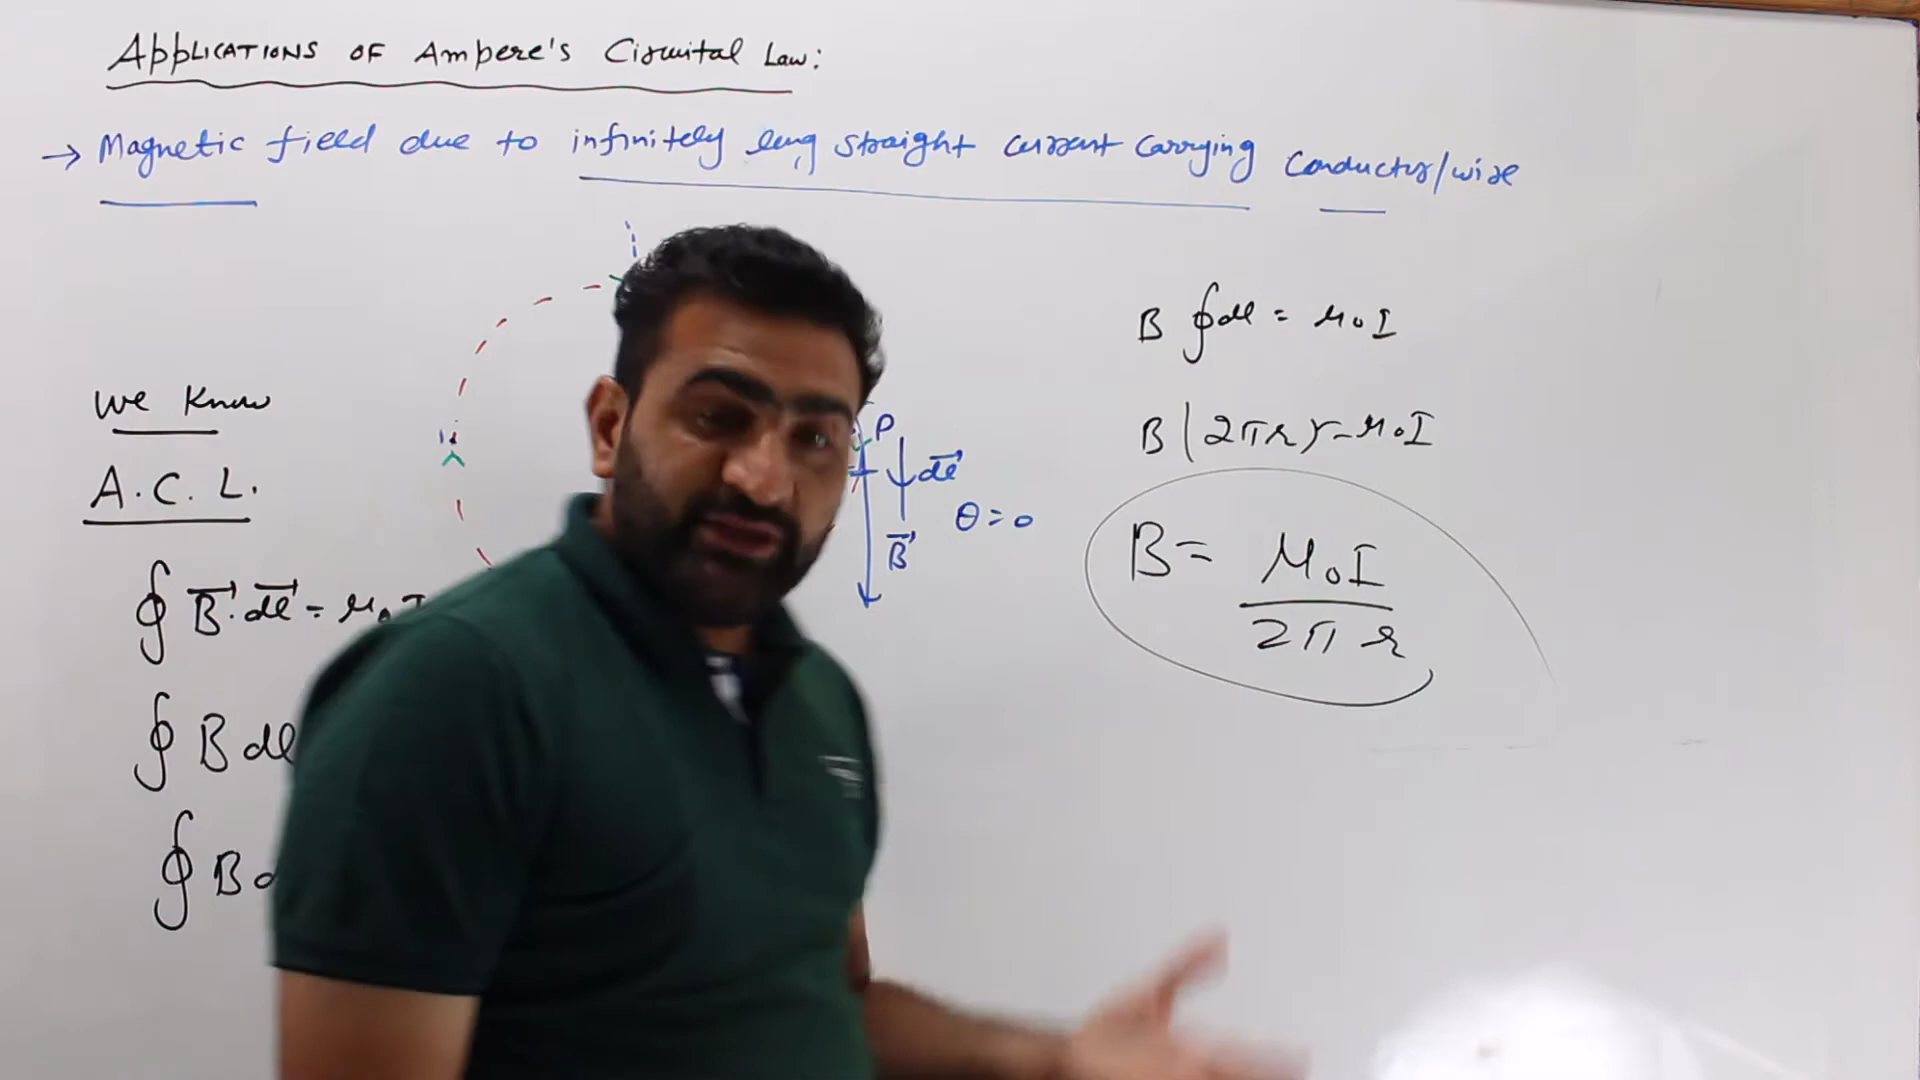 Applications of Ampere's Circuital Law:
→ Magnetic field due to infinitely long straight current carrying conductor/wire
We know
A.C.L.
∮ B⃗.dl⃗ = μ₀I
∮ B dl
∮ B d
P
dl⃗
θ = 0
B⃗
B ∮dl = μ₀I
B(2πr) = μ₀I
B = μ₀I / 2πr